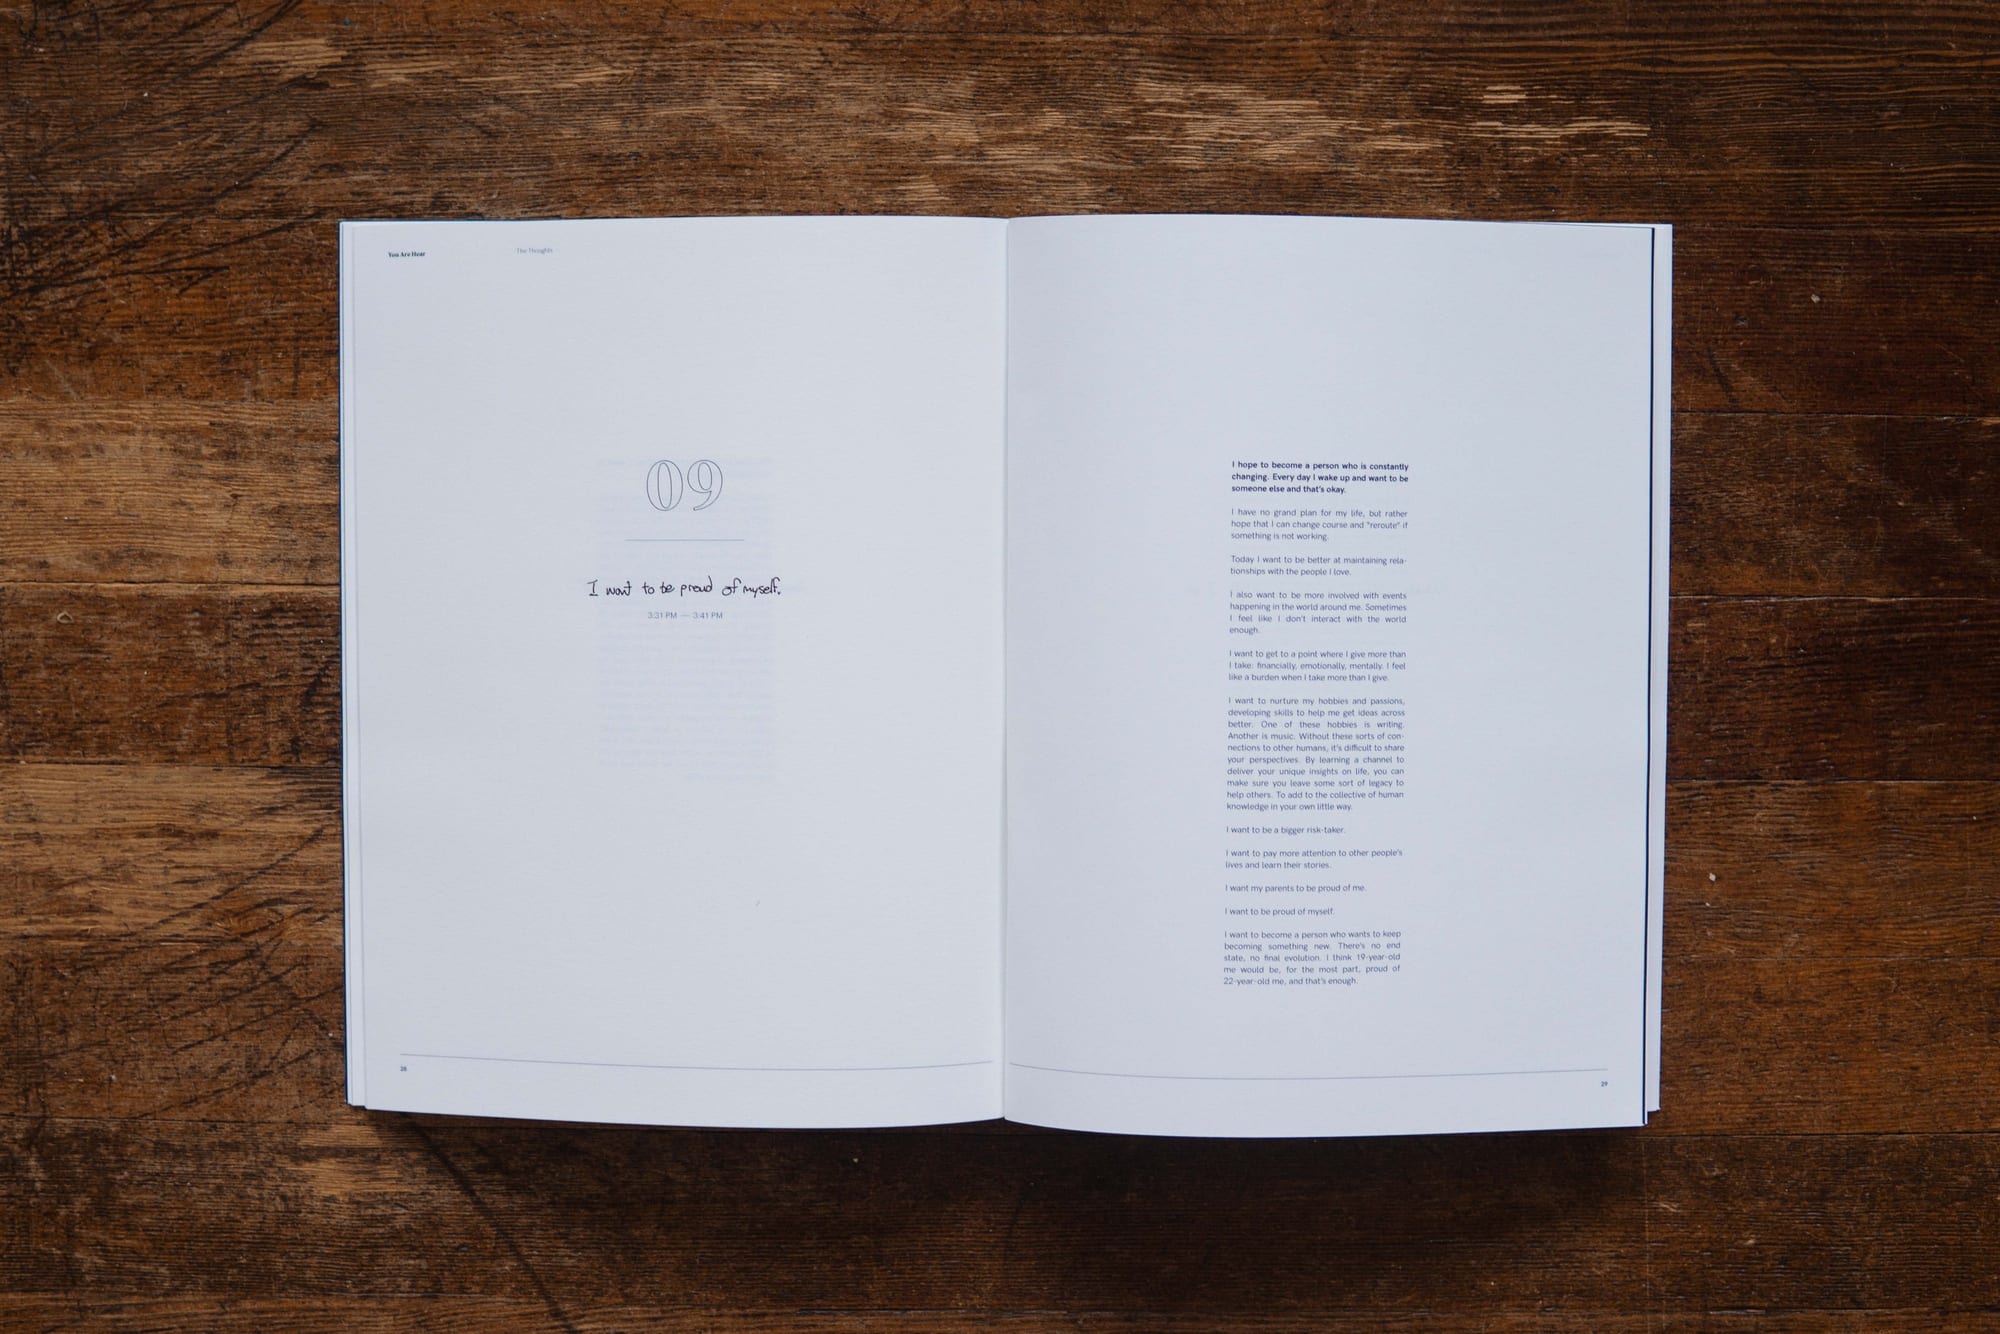 You Are Hear
The Thoughts
09
I want to be proud of myself.
3:31 PM — 3:41 PM
28
I hope to become a person who is constantly
changing. Every day I wake up and want to be
someone else and that's okay.
I have no grand plan for my life, but rather
hope that I can change course and "reroute" if
something is not working.
Today I want to be better at maintaining rela-
tionships with the people I love.
I also want to be more involved with events
happening in the world around me. Sometimes
I feel like I don't interact with the world
enough.
I want to get to a point where I give more than
I take: financially, emotionally, mentally. I feel
like a burden when I take more than I give.
I want to nurture my hobbies and passions,
developing skills to help me get ideas across
better. One of these hobbies is writing.
Another is music. Without these sorts of con-
nections to other humans, it's difficult to share
your perspectives. By learning a channel to
deliver your unique insights on life, you can
make sure you leave some sort of legacy to
help others. To add to the collective of human
knowledge in your own little way.
I want to be a bigger risk-taker.
I want to pay more attention to other people's
lives and learn their stories.
I want my parents to be proud of me.
I want to be proud of myself.
I want to become a person who wants to keep
becoming something new. There's no end
state, no final evolution. I think 19-year-old
me would be, for the most part, proud of
22-year-old me, and that's enough.
29